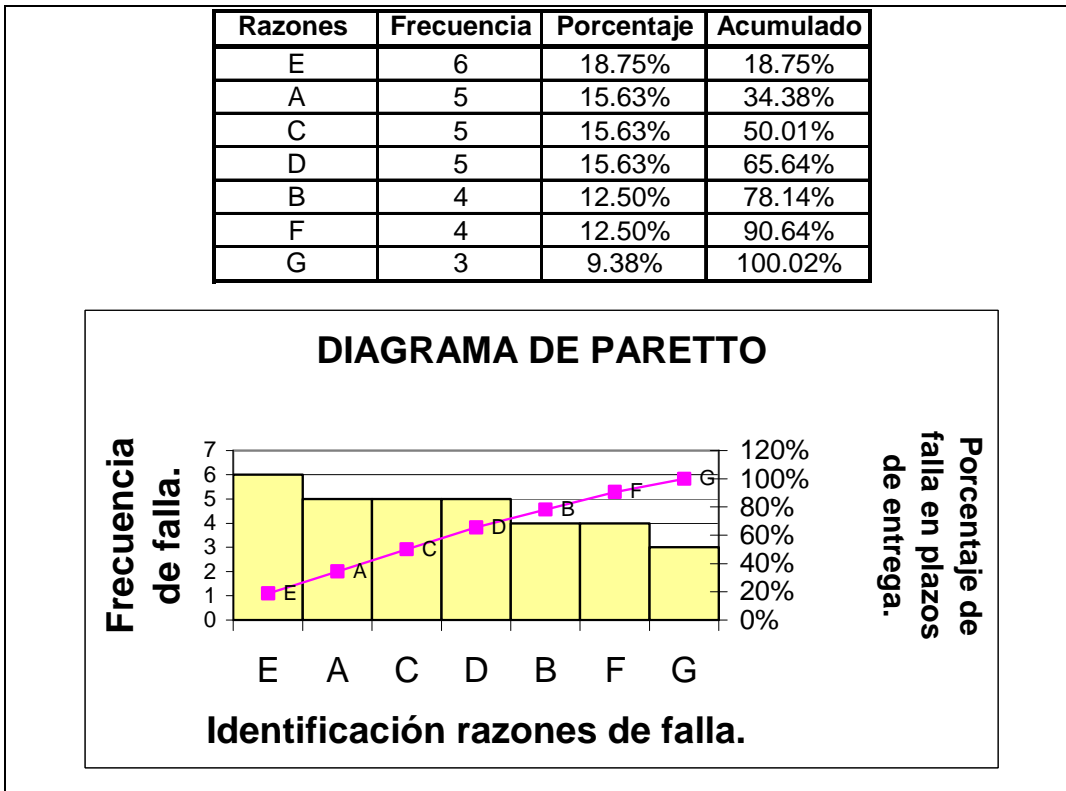 Razones Frecuencia Porcentaje Acumulado
E 6 18.75% 18.75%
A 5 15.63% 34.38%
C 5 15.63% 50.01%
D 5 15.63% 65.64%
B 4 12.50% 78.14%
F 4 12.50% 90.64%
G 3 9.38% 100.02%
DIAGRAMA DE PARETTO
Frecuencia
de falla.
7
6
5
4
3
2
1
0
E
A
C
D
B
F
G
120%
100%
80%
60%
40%
20%
0%
Porcentaje de
falla en plazos
de entrega.
E A C D B F G
Identificación razones de falla.